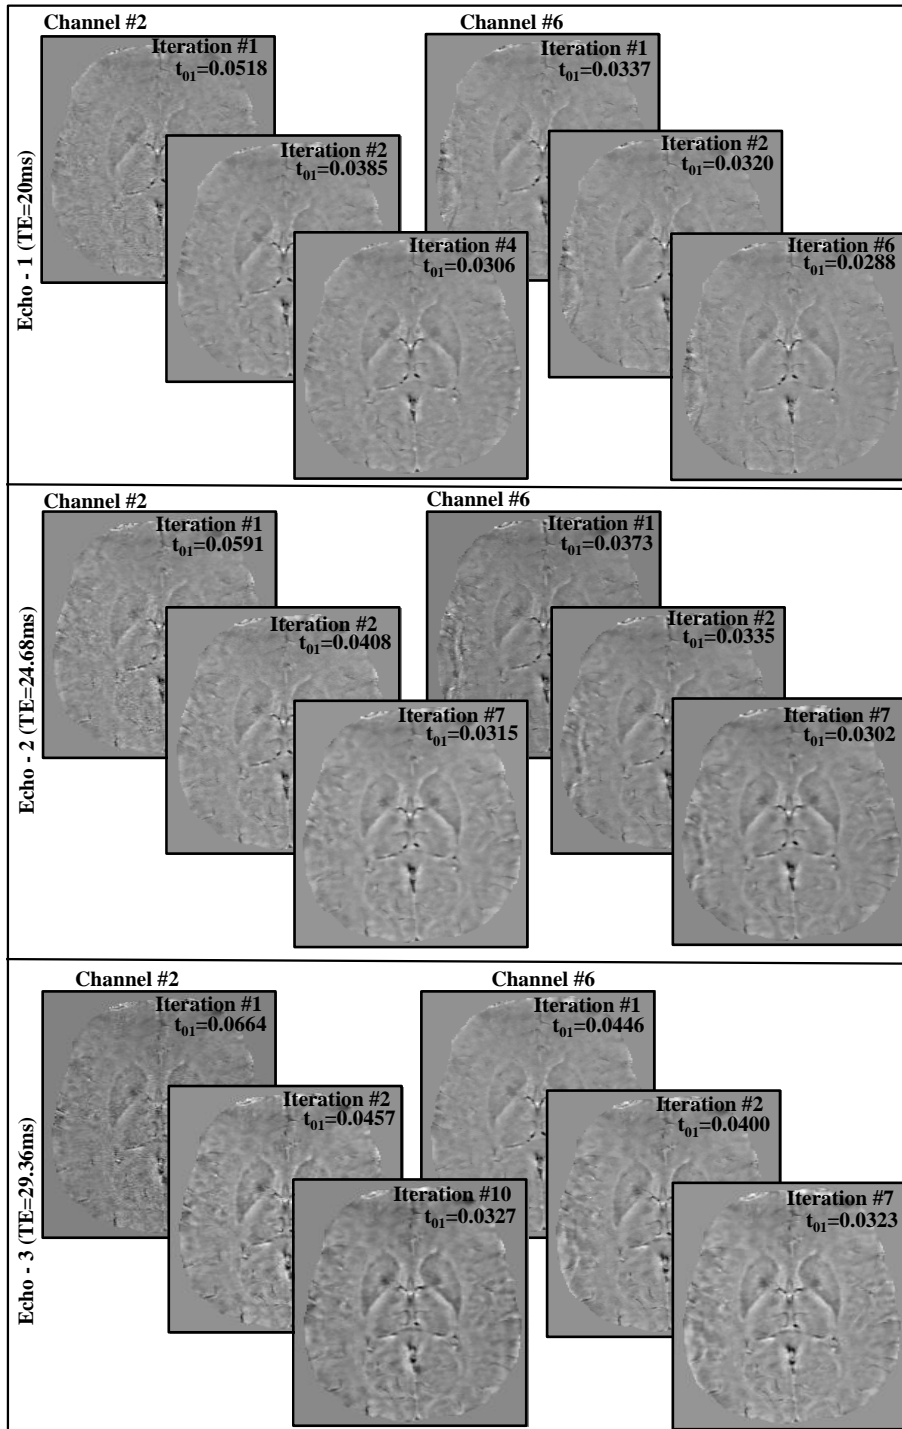 Channel #2
Channel #6
Echo - 1 (TE=20ms)
Iteration #1
t01=0.0518
Iteration #2
t01=0.0385
Iteration #4
t01=0.0306
Iteration #1
t01=0.0337
Iteration #2
t01=0.0320
Iteration #6
t01=0.0288
Channel #2
Channel #6
Echo - 2 (TE=24.68ms)
Iteration #1
t01=0.0591
Iteration #2
t01=0.0408
Iteration #7
t01=0.0315
Iteration #1
t01=0.0373
Iteration #2
t01=0.0335
Iteration #7
t01=0.0302
Channel #2
Channel #6
Echo - 3 (TE=29.36ms)
Iteration #1
t01=0.0664
Iteration #2
t01=0.0457
Iteration #10
t01=0.0327
Iteration #1
t01=0.0446
Iteration #2
t01=0.0400
Iteration #7
t01=0.0323